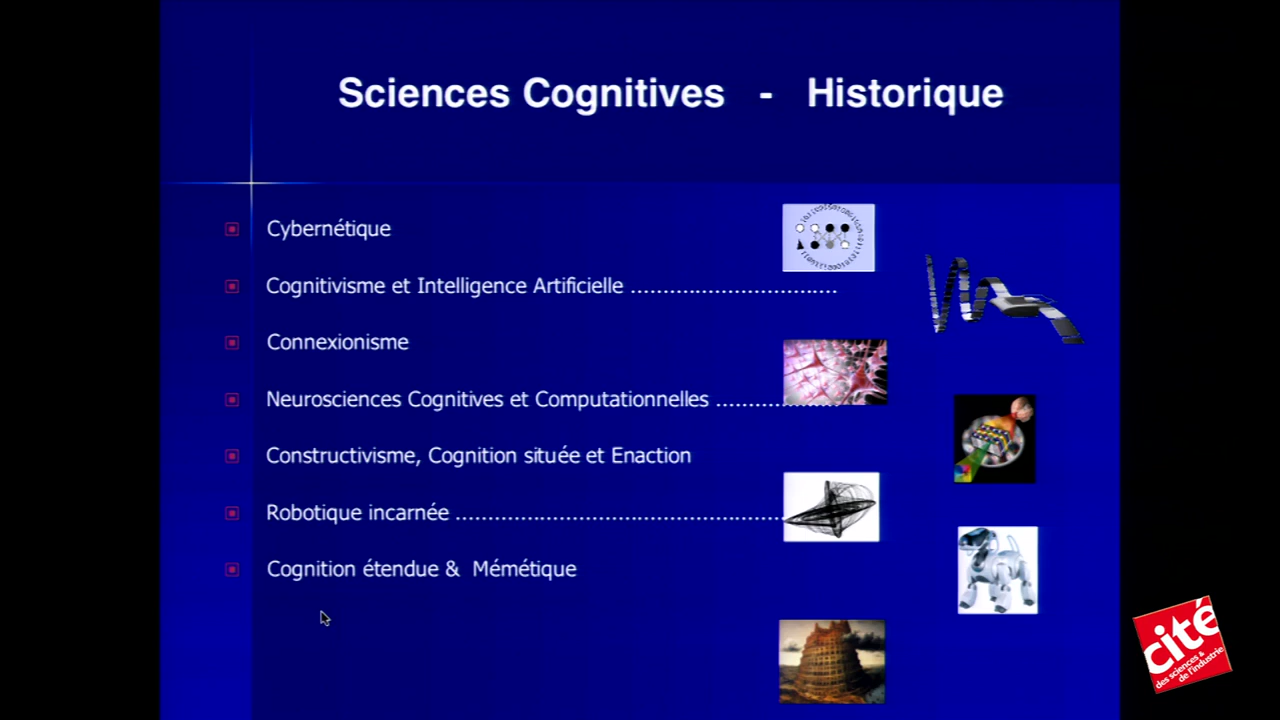 Sciences Cognitives - Historique
Cybernétique
Cognitivisme et Intelligence Artificielle ................................
Connexionisme
Neurosciences Cognitives et Computationnelles ...................
Constructivisme, Cognition située et Enaction
Robotique incarnée ...................................................
Cognition étendue & Mémétique
cité
des sciences &
de l'industrie